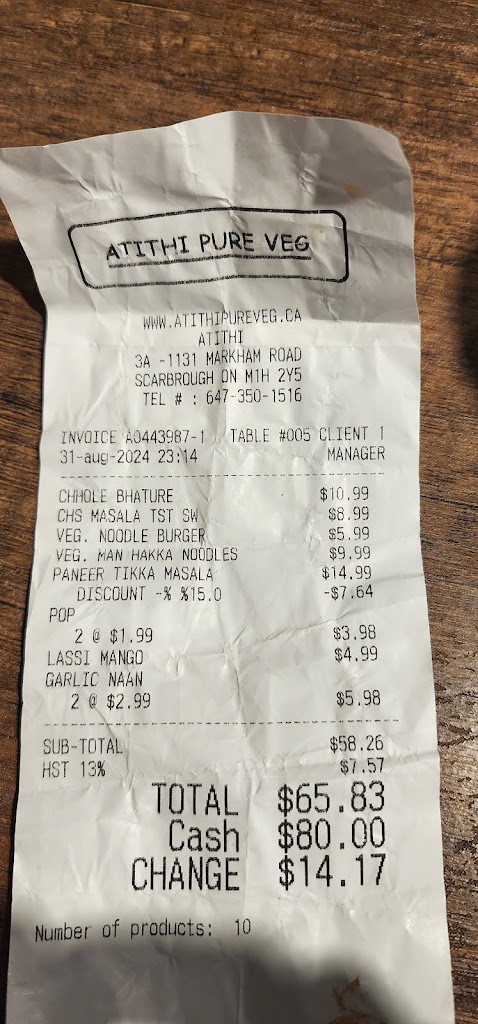 ATITHI PURE VEG
WWW.ATITHIPUREVEG.CA
ATITHI
3A -1131 MARKHAM ROAD
SCARBROUGH ON M1H 2Y5
TEL # : 647-350-1516
INVOICE A0443987-1 TABLE #005 CLIENT 1
31-aug-2024 23:14 MANAGER
CHHOLE BHATURE $10.99
CHS MASALA TST SW $8.99
VEG. NOODLE BURGER $5.99
VEG. MAN HAKKA NOODLES $9.99
PANEER TIKKA MASALA $14.99
DISCOUNT -% %15.0 -$7.64
POP
2 @ $1.99 $3.98
LASSI MANGO $4.99
GARLIC NAAN
2 @ $2.99 $5.98
SUB-TOTAL $58.26
HST 13% $7.57
TOTAL $65.83
Cash $80.00
CHANGE $14.17
Number of products: 10